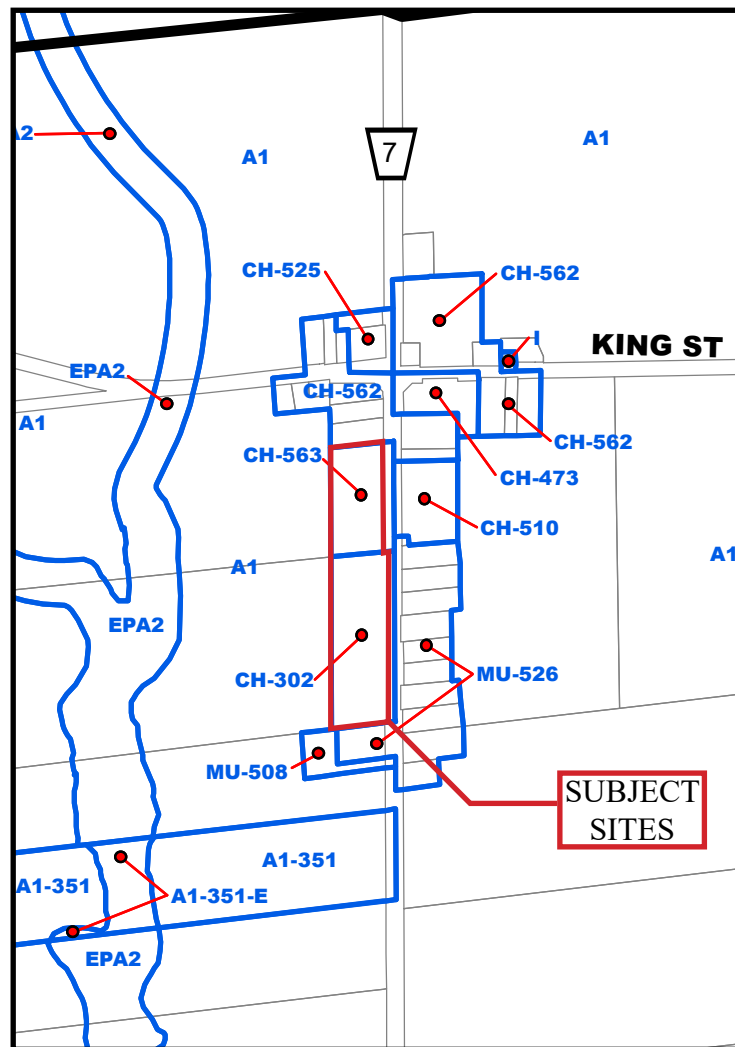 A2
7
A1
A1
CH-525
CH-562
I
KING ST
EPA2
CH-562
A1
CH-562
CH-563
CH-473
CH-510
A1
A1
EPA2
CH-302
MU-526
MU-508
SUBJECT
SITES
A1-351
A1-351
A1-351-E
EPA2